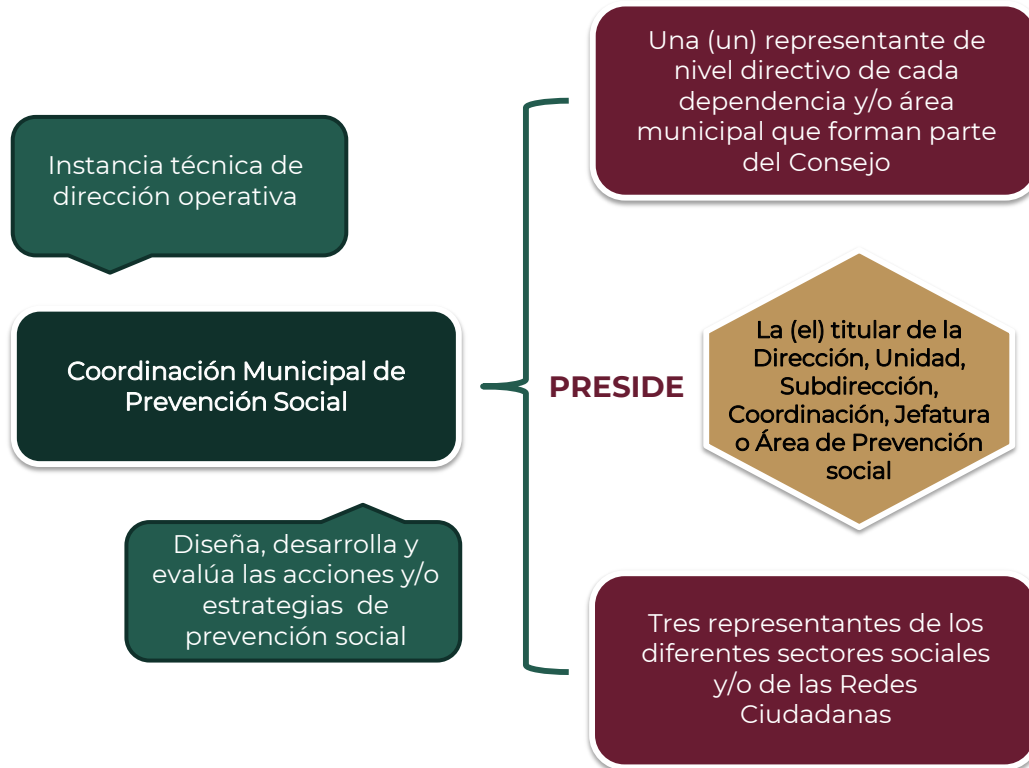 Instancia técnica de
dirección operativa
Coordinación Municipal de
Prevención Social
Diseña, desarrolla y
evalúa las acciones y/o
estrategias de
prevención social
Una (un) representante de
nivel directivo de cada
dependencia y/o área
municipal que forman parte
del Consejo
PRESIDE
La (el) titular de la
Dirección, Unidad,
Subdirección,
Coordinación, Jefatura
o Área de Prevención
social
Tres representantes de los
diferentes sectores sociales
y/o de las Redes
Ciudadanas